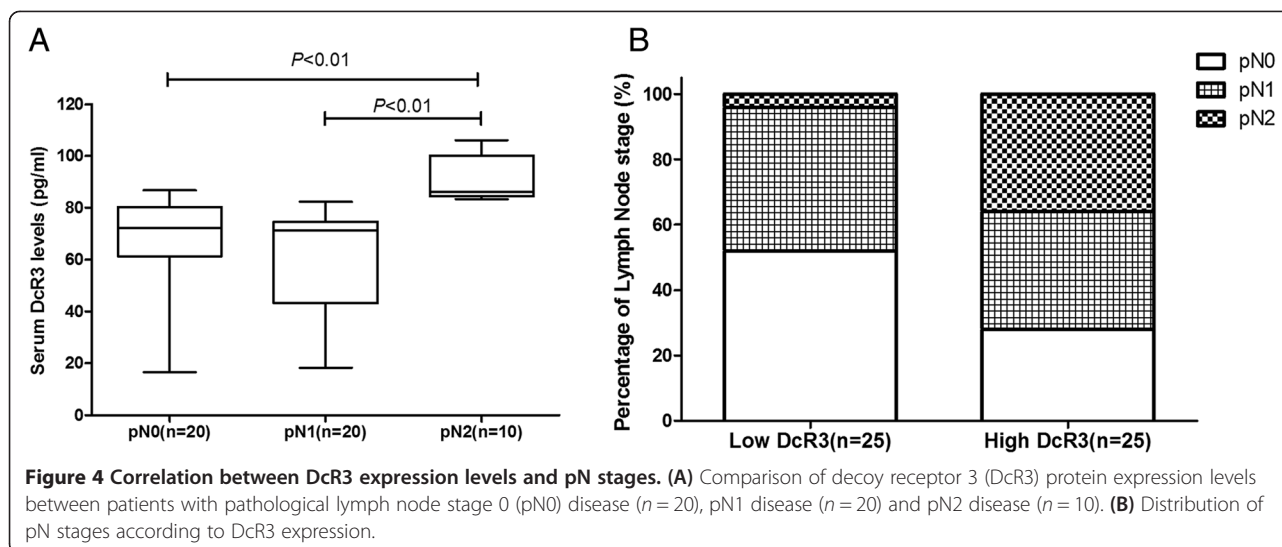 A
P<0.01
P<0.01
Serum DcR3 levels (pg/ml)
120
100
80
60
40
20
0
pN0(n=20)
pN1(n=20)
pN2(n=10)
B
pN0
pN1
pN2
Percentage of Lymph Node stage (%)
100
80
60
40
20
0
Low DcR3(n=25)
High DcR3(n=25)
Figure 4 Correlation between DcR3 expression levels and pN stages. (A) Comparison of decoy receptor 3 (DcR3) protein expression levels
between patients with pathological lymph node stage 0 (pN0) disease (n = 20), pN1 disease (n = 20) and pN2 disease (n = 10). (B) Distribution of
pN stages according to DcR3 expression.